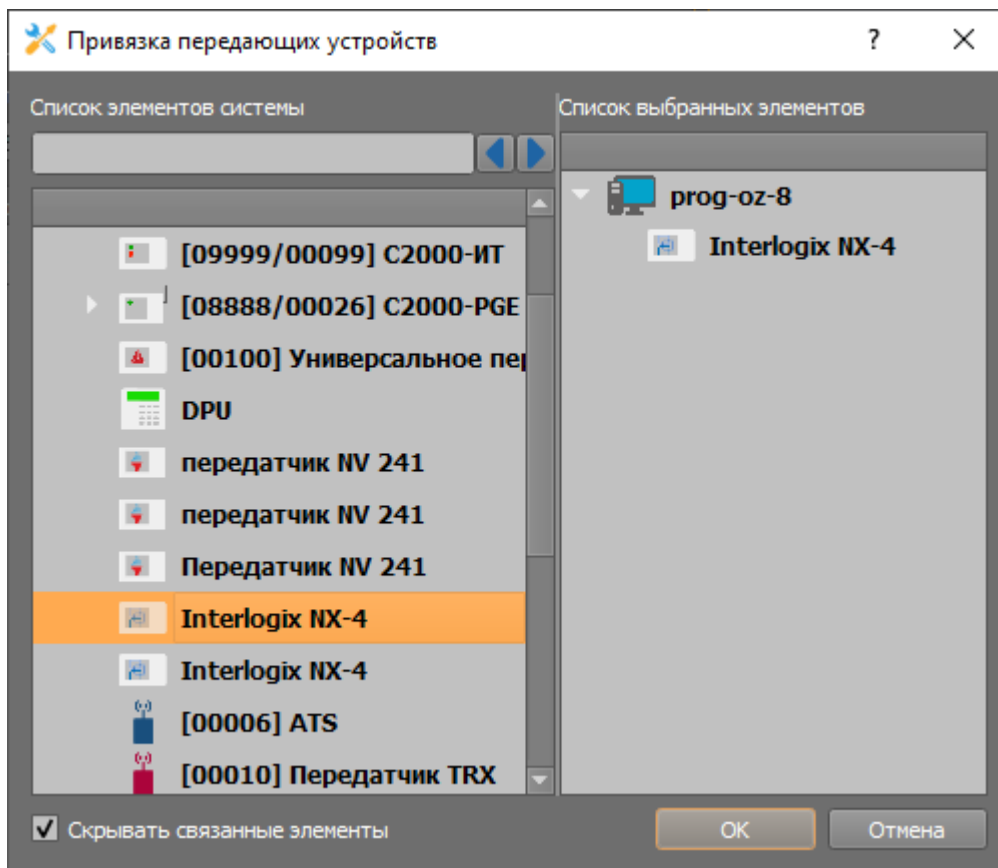 Привязка передающих устройств
?
Список элементов системы
Список выбранных элементов
[09999/00099] С2000-ИТ
[08888/00026] С2000-PGE
[00100] Универсальное пе
DPU
передатчик NV 241
передатчик NV 241
Передатчик NV 241
Interlogix NX-4
Interlogix NX-4
[00006] ATS
[00010] Передатчик TRX
prog-oz-8
Interlogix NX-4
Скрывать связанные элементы
OK
Отмена